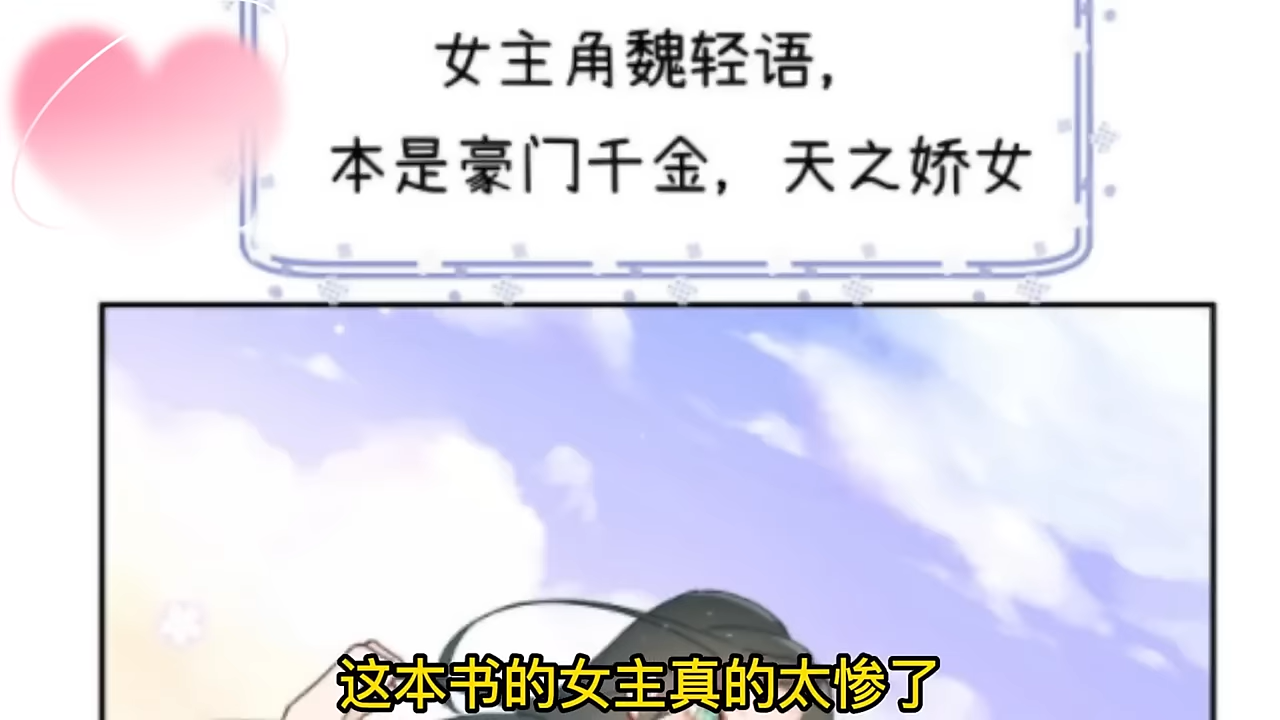 女主角魏轻语，
本是豪门千金，天之娇女
这本书的女主真的太惨了